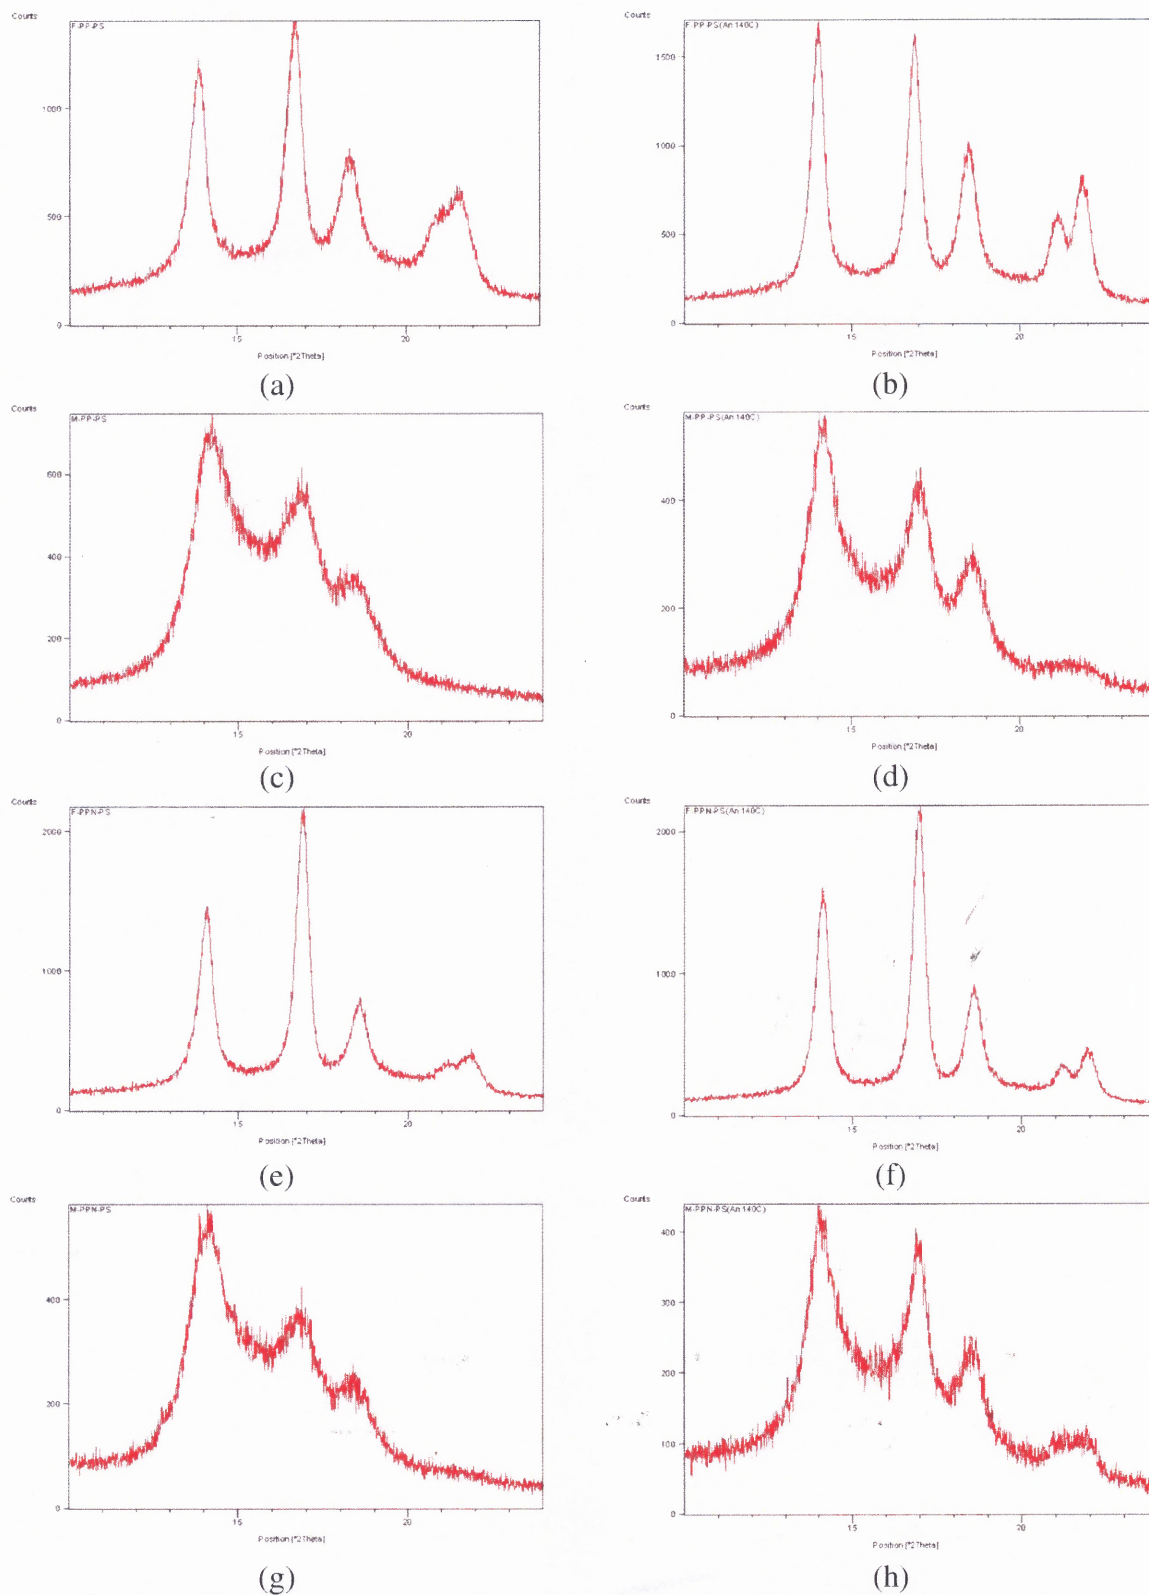 Counts
F-PP-PS
1000
500
0
15
20
Position [°2Theta]
(a)
Counts
F-PP-PS(An 140C)
1500
1000
500
0
15
20
Position [°2Theta]
(b)
Counts
M-PP-PS
600
400
200
0
15
20
Position [°2Theta]
(c)
Counts
M-PP-PS(An 140C)
400
200
0
15
20
Position [°2Theta]
(d)
Counts
F-PPN-PS
2000
1000
0
15
20
Position [°2Theta]
(e)
Counts
F-PPN-PS(An 140C)
2000
1000
0
15
20
Position [°2Theta]
(f)
Counts
M-PPN-PS
400
200
0
15
20
Position [°2Theta]
(g)
Counts
M-PPN-PS(An 140C)
400
300
200
100
0
15
20
Position [°2Theta]
(h)